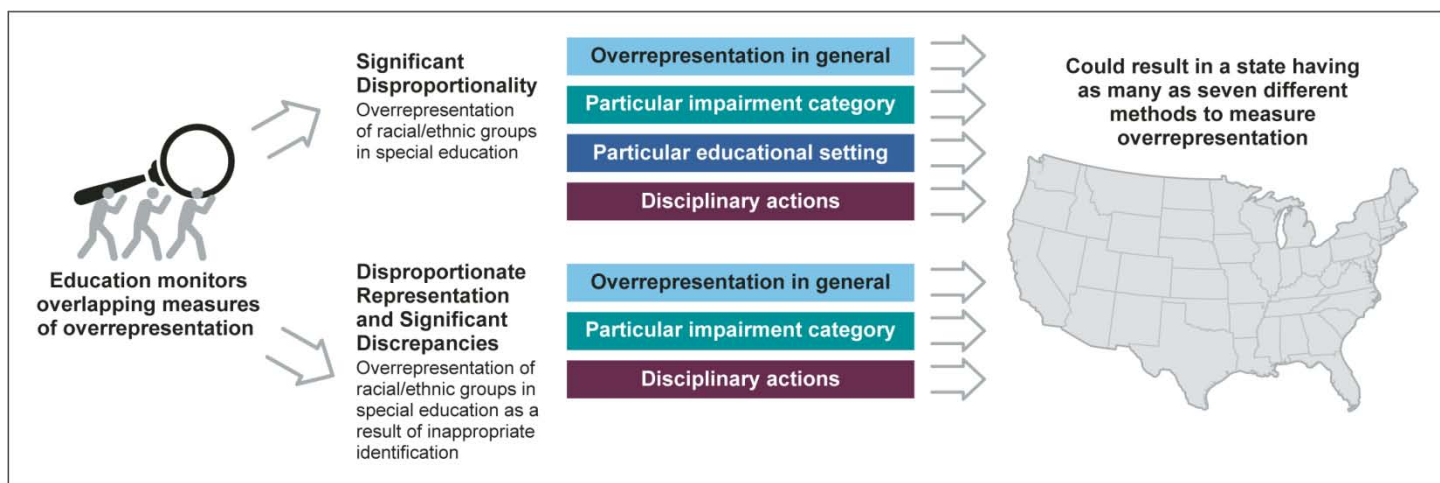 Education monitors
overlapping measures
of overrepresentation
Significant
Disproportionality
Overrepresentation
of racial/ethnic groups
in special education
Overrepresentation in general
Particular impairment category
Particular educational setting
Disciplinary actions
Disproportionate
Representation
and Significant
Discrepancies
Overrepresentation of
racial/ethnic groups in
special education as a
result of inappropriate
identification
Overrepresentation in general
Particular impairment category
Disciplinary actions
Could result in a state having
as many as seven different
methods to measure
overrepresentation